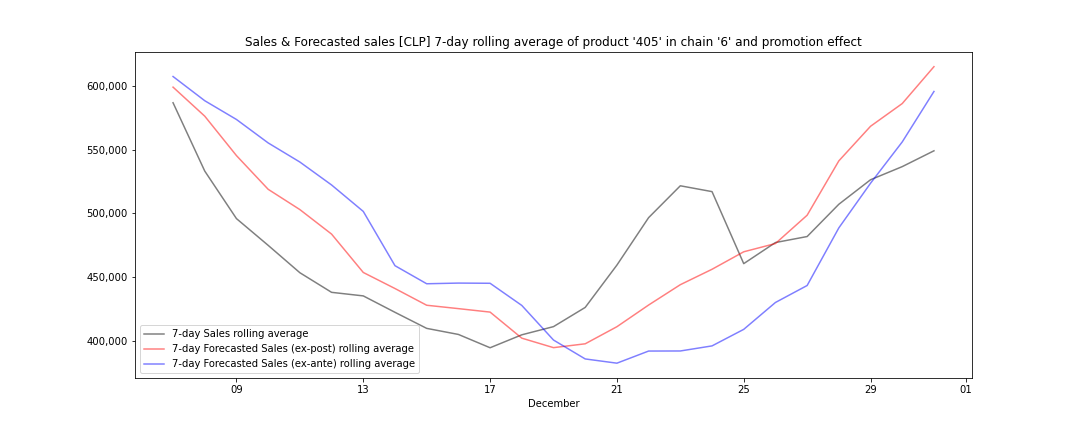 Sales & Forecasted sales [CLP] 7-day rolling average of product '405' in chain '6' and promotion effect
600,000
550,000
500,000
450,000
400,000
7-day Sales rolling average
7-day Forecasted Sales (ex-post) rolling average
7-day Forecasted Sales (ex-ante) rolling average
09 13 17 21 25 29 01
December